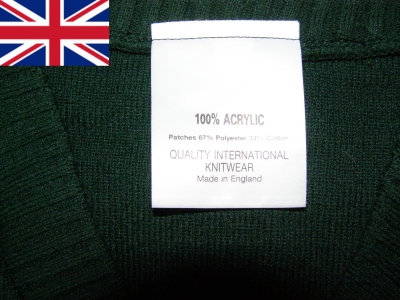 100% ACRYLIC
Patches 67% Polyester 33% Cotton
QUALITY INTERNATIONAL
KNITWEAR
Made in England